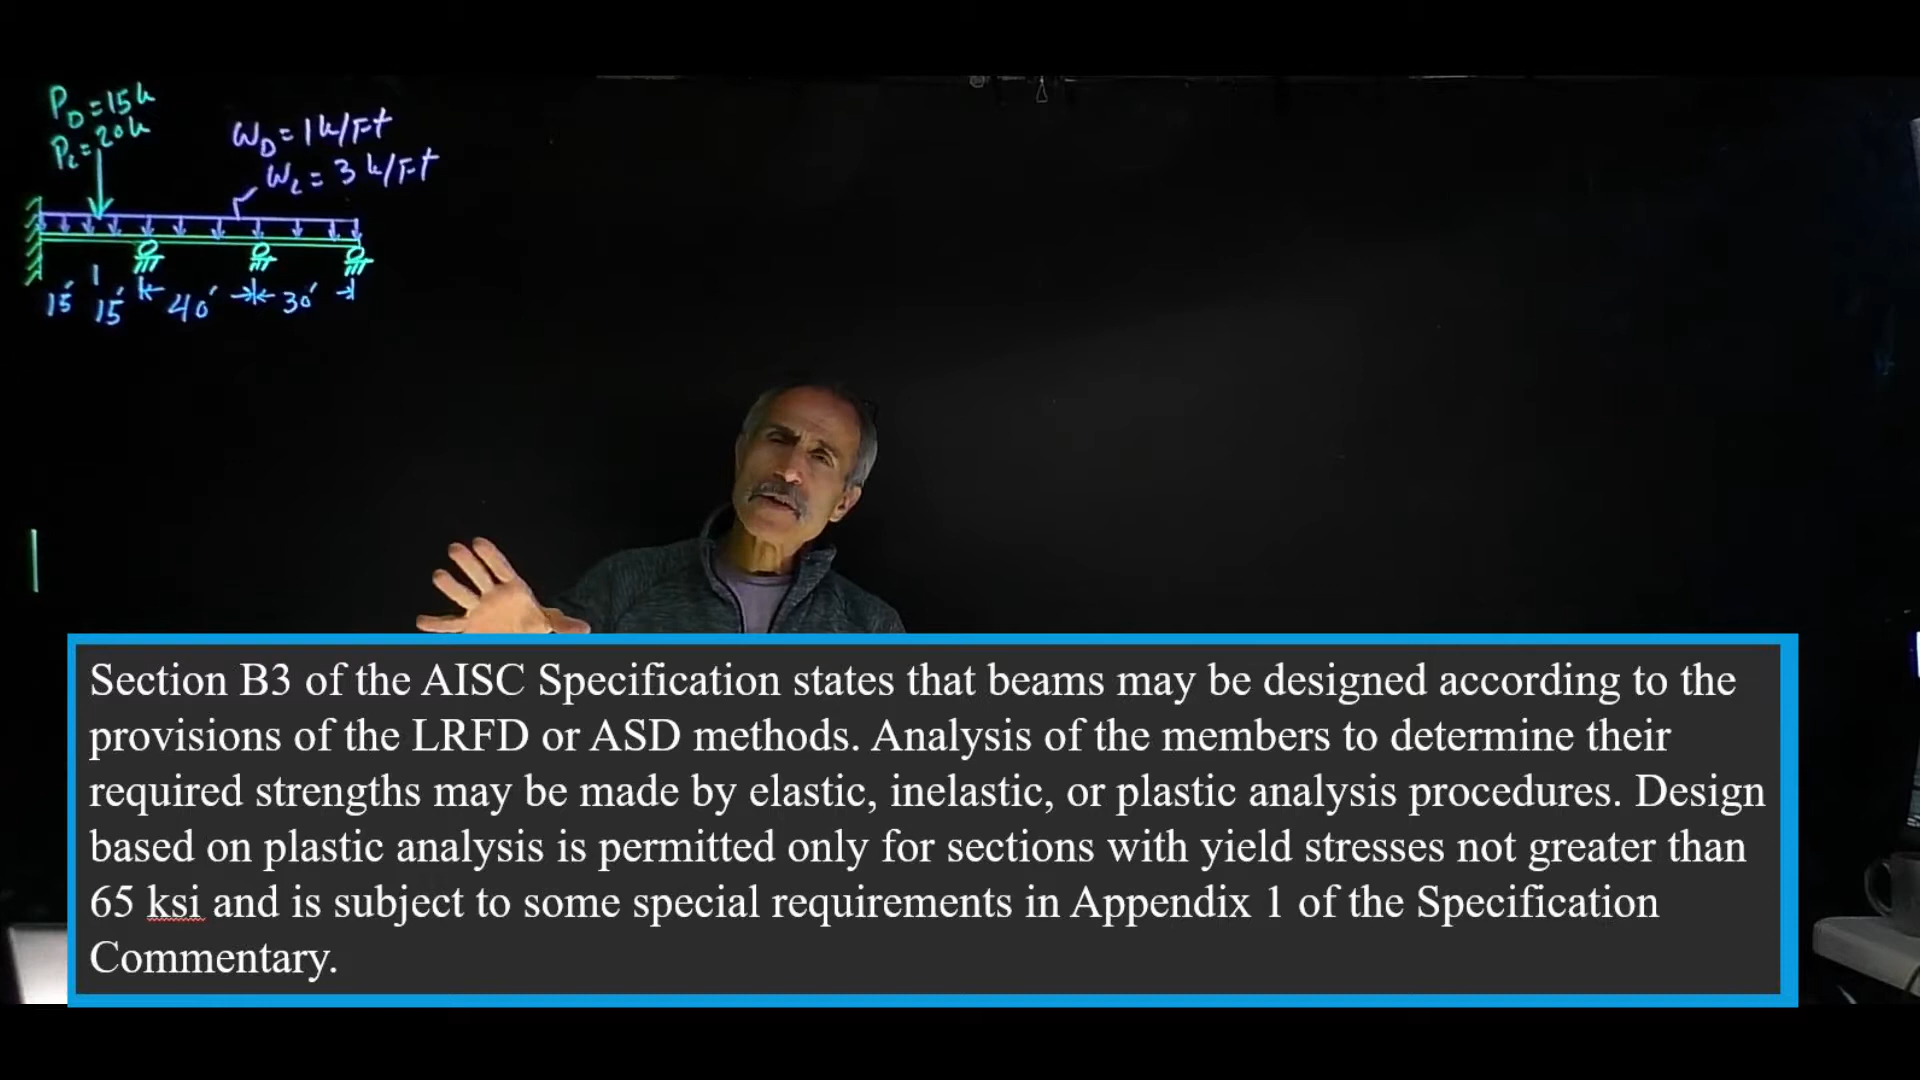 P_D = 15k
P_L = 20k
W_D = 1 k/Ft
W_L = 3 k/Ft
15' 15' 40' 30'
Section B3 of the AISC Specification states that beams may be designed according to the
provisions of the LRFD or ASD methods. Analysis of the members to determine their
required strengths may be made by elastic, inelastic, or plastic analysis procedures. Design
based on plastic analysis is permitted only for sections with yield stresses not greater than
65 ksi and is subject to some special requirements in Appendix 1 of the Specification
Commentary.